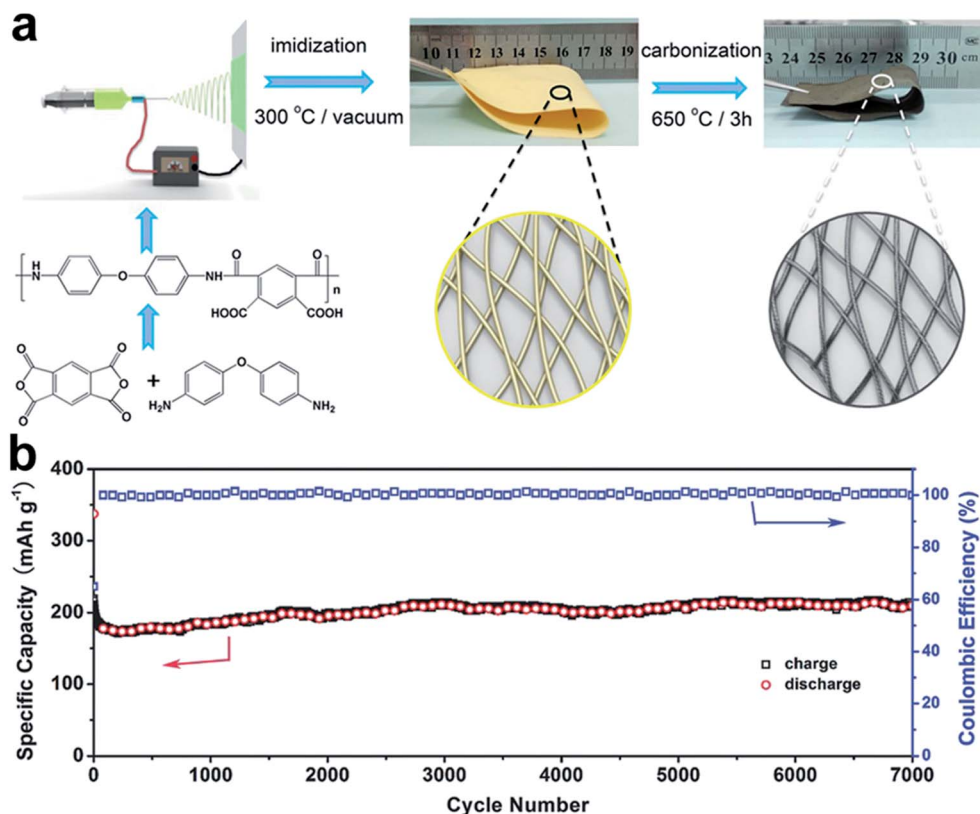 a
imidization
300 °C / vacuum
10 11 12 13 14 15 16 17 18 19
carbonization
650 °C / 3h
MC
3 24 25 26 27 28 29 30 cm
H
N
O
NH
O
O
HOOC
COOH
n
O
O
O
O
O
O
+
O
H₂N
NH₂
b
400
300
200
100
0
Specific Capacity (mAh g⁻¹)
0 1000 2000 3000 4000 5000 6000 7000
Cycle Number
charge
discharge
100
80
60
40
20
0
Coulombic Efficiency (%)